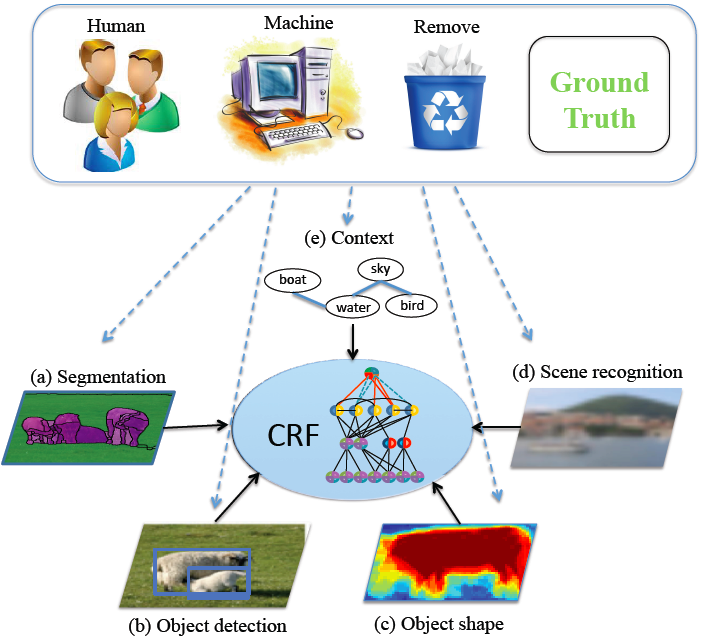 Human
Machine
Remove
Ground
Truth
(e) Context
boat
sky
water
bird
(a) Segmentation
(d) Scene recognition
CRF
(b) Object detection
(c) Object shape